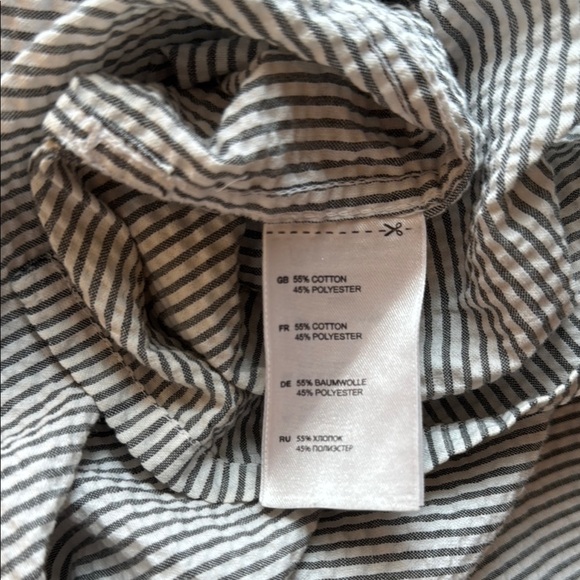 GB 55% COTTON
45% POLYESTER
FR 55% COTTON
45% POLYESTER
DE 55% BAUMWOLLE
45% POLYESTER
RU 55% ХЛОПОК
45% ПОЛИЭСТЕР